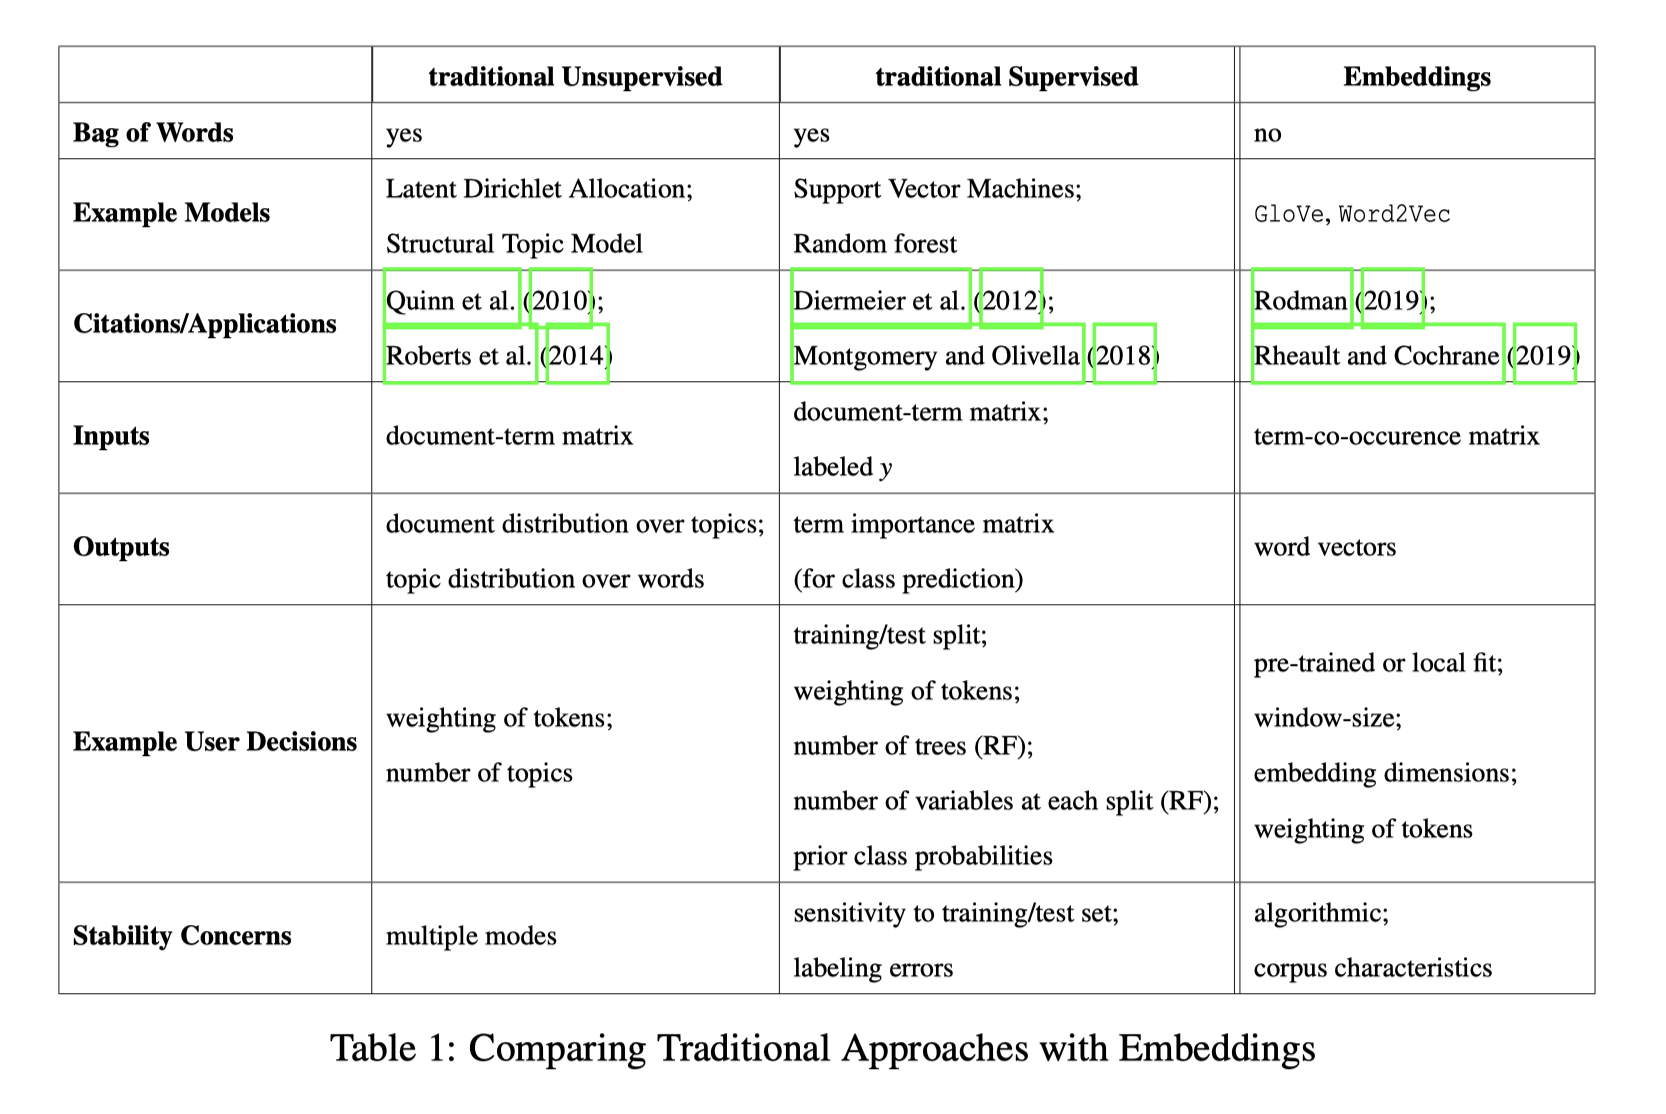 traditional Unsupervised traditional Supervised Embeddings
Bag of Words yes yes no
Example Models Latent Dirichlet Allocation; Structural Topic Model Support Vector Machines; Random forest GloVe, Word2Vec
Citations/Applications Quinn et al. (2010); Roberts et al. (2014) Diermeier et al. (2012); Montgomery and Olivella (2018) Rodman (2019); Rheault and Cochrane (2019)
Inputs document-term matrix document-term matrix; labeled y term-co-occurence matrix
Outputs document distribution over topics; topic distribution over words term importance matrix (for class prediction) word vectors
Example User Decisions weighting of tokens; number of topics training/test split; weighting of tokens; number of trees (RF); number of variables at each split (RF); prior class probabilities pre-trained or local fit; window-size; embedding dimensions; weighting of tokens
Stability Concerns multiple modes sensitivity to training/test set; labeling errors algorithmic; corpus characteristics
Table 1: Comparing Traditional Approaches with Embeddings